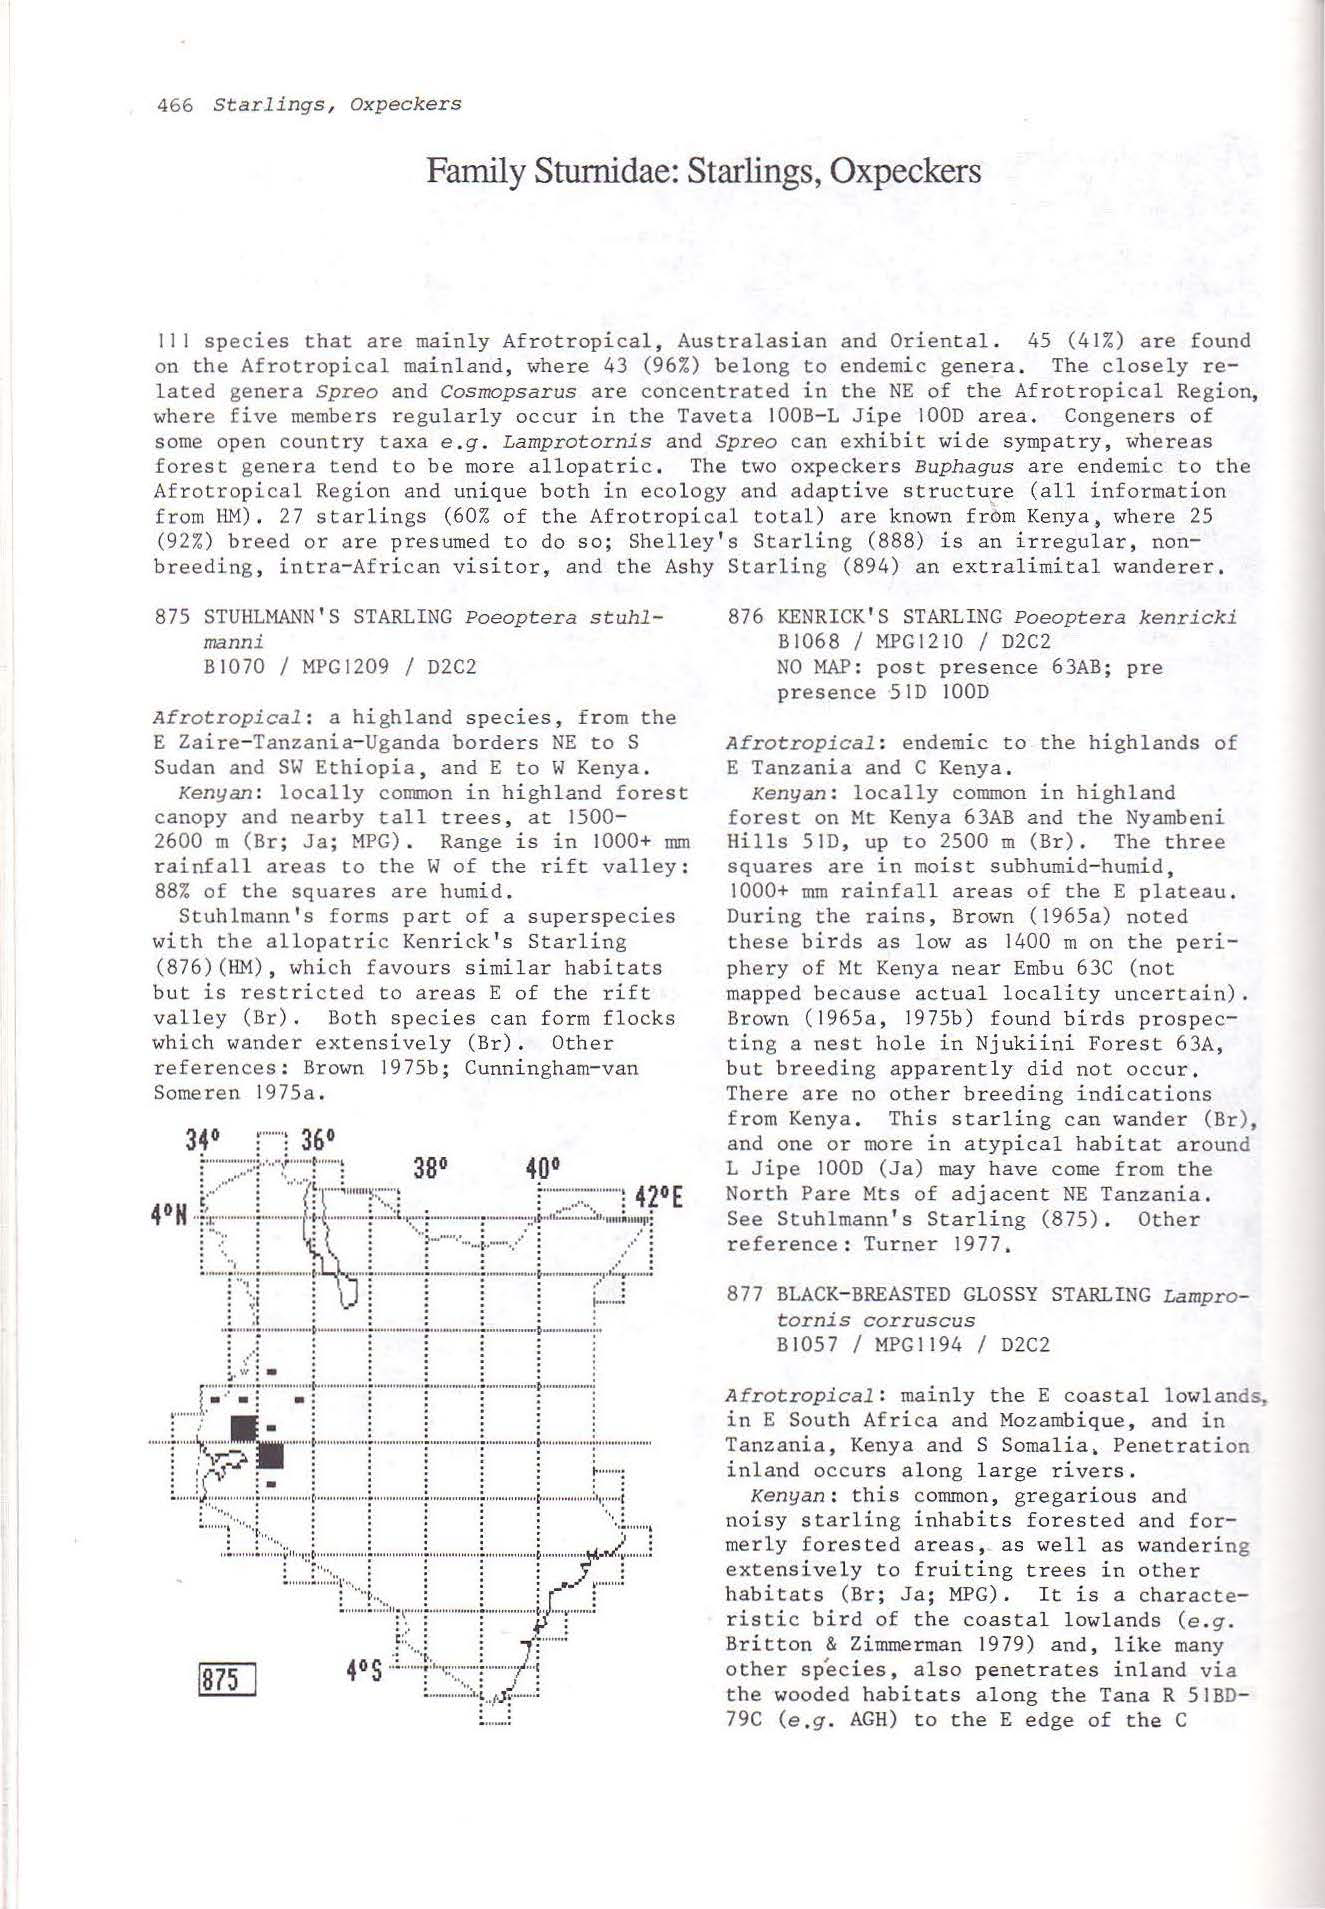 466 Starlings, Oxpeckers
Family Sturnidae: Starlings, Oxpeckers
111 species that are mainly Afrotropical, Australasian and Oriental. 45 (41%) are found
on the Afrotropical mainland, where 43 (96%) belong to endemic genera. The closely re-
lated genera Spreo and Cosmopsarus are concentrated in the NE of the Afrotropical Region,
where five members regularly occur in the Taveta 100B-L Jipe 100D area. Congeners of
some open country taxa e.g. Lamprotornis and Spreo can exhibit wide sympatry, whereas
forest genera tend to be more allopatric. The two oxpeckers Buphagus are endemic to the
Afrotropical Region and unique both in ecology and adaptive structure (all information
from HM). 27 starlings (60% of the Afrotropical total) are known from Kenya, where 25
(92%) breed or are presumed to do so; Shelley's Starling (888) is an irregular, non-
breeding, intra-African visitor, and the Ashy Starling (894) an extralimital wanderer.
875 STUHLMANN'S STARLING Poeoptera stuhl-
manni
B1070 / MPG1209 / D2C2
Afrotropical: a highland species, from the
E Zaire-Tanzania-Uganda borders NE to S
Sudan and SW Ethiopia, and E to W Kenya.
Kenyan: locally common in highland forest
canopy and nearby tall trees, at 1500-
2600 m (Br; Ja; MPG). Range is in 1000+ mm
rainfall areas to the W of the rift valley:
88% of the squares are humid.
Stuhlmann's forms part of a superspecies
with the allopatric Kenrick's Starling
(876)(HM), which favours similar habitats
but is restricted to areas E of the rift
valley (Br). Both species can form flocks
which wander extensively (Br). Other
references: Brown 1975b; Cunningham-van
Someren 1975a.
34° 36°
38° 40°
42°E
4°N
4°S
875
876 KENRICK'S STARLING Poeoptera kenricki
B1068 / MPG1210 / D2C2
NO MAP: post presence 63AB; pre
presence 51D 100D
Afrotropical: endemic to the highlands of
E Tanzania and C Kenya.
Kenyan: locally common in highland
forest on Mt Kenya 63AB and the Nyambeni
Hills 51D, up to 2500 m (Br). The three
squares are in moist subhumid-humid,
1000+ mm rainfall areas of the E plateau.
During the rains, Brown (1965a) noted
these birds as low as 1400 m on the peri-
phery of Mt Kenya near Embu 63C (not
mapped because actual locality uncertain).
Brown (1965a, 1975b) found birds prospec-
ting a nest hole in Njukiini Forest 63A,
but breeding apparently did not occur.
There are no other breeding indications
from Kenya. This starling can wander (Br),
and one or more in atypical habitat around
L Jipe 100D (Ja) may have come from the
North Pare Mts of adjacent NE Tanzania.
See Stuhlmann's Starling (875). Other
reference: Turner 1977.
877 BLACK-BREASTED GLOSSY STARLING Lampro-
tornis corruscus
B1057 / MPG1194 / D2C2
Afrotropical: mainly the E coastal lowlands,
in E South Africa and Mozambique, and in
Tanzania, Kenya and S Somalia. Penetration
inland occurs along large rivers.
Kenyan: this common, gregarious and
noisy starling inhabits forested and for-
merly forested areas, as well as wandering
extensively to fruiting trees in other
habitats (Br; Ja; MPG). It is a characte-
ristic bird of the coastal lowlands (e.g.
Britton & Zimmerman 1979) and, like many
other species, also penetrates inland via
the wooded habitats along the Tana R 51BD-
79C (e.g. AGH) to the E edge of the C